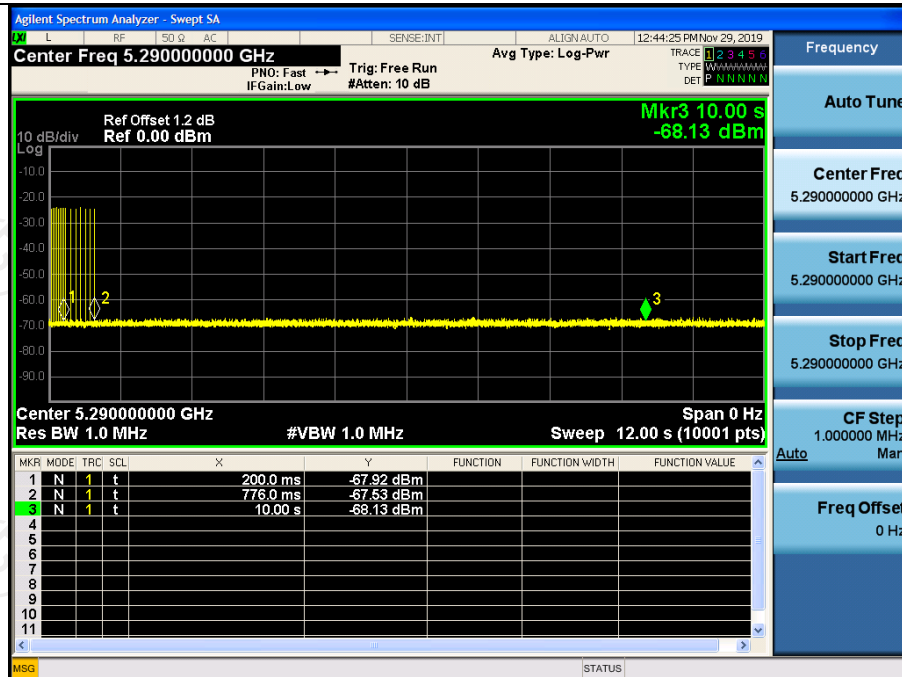 Agilent Spectrum Analyzer - Swept SA
LXI L RF 50 Ω AC SENSE:INT ALIGN AUTO 12:44:25 PM Nov 29, 2019
Center Freq 5.290000000 GHz
PNO: Fast
IFGain:Low
Trig: Free Run
#Atten: 10 dB
Avg Type: Log-Pwr
TRACE 1 2 3 4 5 6
TYPE WWWWWW
DET P N N N N N
Ref Offset 1.2 dB
Ref 0.00 dBm
Mkr3 10.00 s
-68.13 dBm
10 dB/div
Log
-10.0
-20.0
-30.0
-40.0
-50.0
-60.0
-70.0
-80.0
-90.0
1
2
3
Center 5.290000000 GHz
Span 0 Hz
Res BW 1.0 MHz
#VBW 1.0 MHz
Sweep 12.00 s (10001 pts)
MKR MODE TRC SCL X Y FUNCTION FUNCTION WIDTH FUNCTION VALUE
1 N 1 t 200.0 ms -67.92 dBm
2 N 1 t 776.0 ms -67.53 dBm
3 N 1 t 10.00 s -68.13 dBm
4
5
6
7
8
9
10
11
MSG
STATUS
Frequency
Auto Tune
Center Freq
5.290000000 GHz
Start Freq
5.290000000 GHz
Stop Freq
5.290000000 GHz
CF Step
1.000000 MHz
Auto Man
Freq Offset
0 Hz